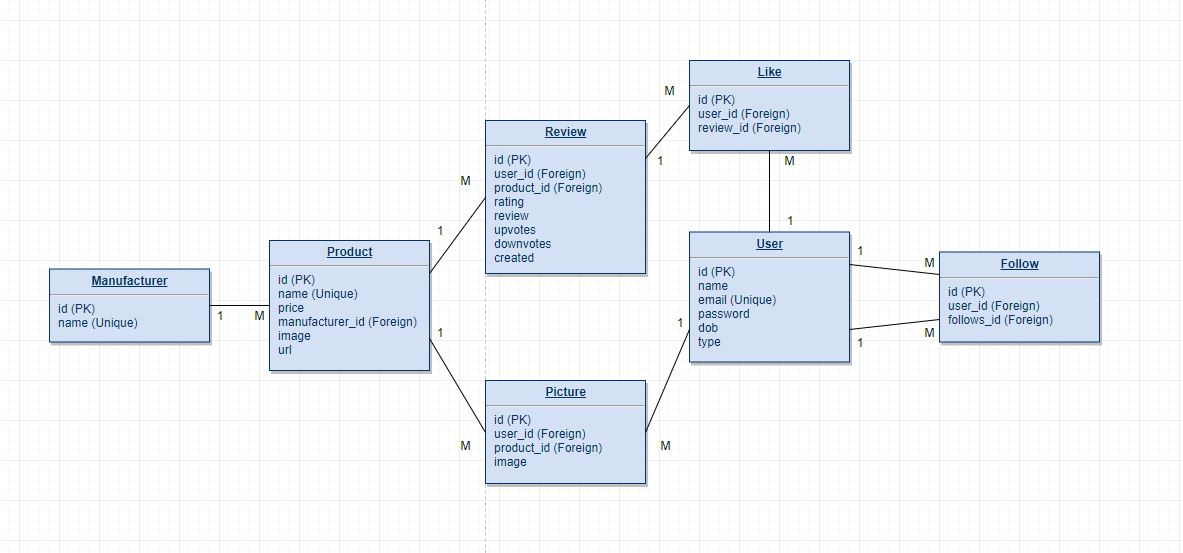 Manufacturer
id (PK)
name (Unique)
1
M
Product
id (PK)
name (Unique)
price
manufacturer_id (Foreign)
image
url
1
M
1
M
Review
id (PK)
user_id (Foreign)
product_id (Foreign)
rating
review
upvotes
downvotes
created
1
M
Picture
id (PK)
user_id (Foreign)
product_id (Foreign)
image
M
1
Like
id (PK)
user_id (Foreign)
review_id (Foreign)
M
1
User
id (PK)
name
email (Unique)
password
dob
type
1
M
1
M
Follow
id (PK)
user_id (Foreign)
follows_id (Foreign)